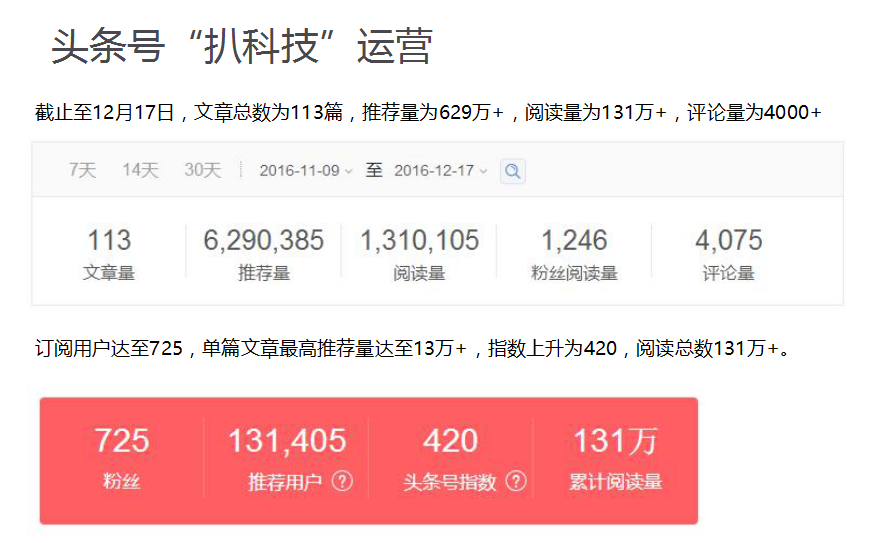 头条号“扒科技”运营
截止至12月17日，文章总数为113篇，推荐量为629万+，阅读量为131万+，评论量为4000+
7天 14天 30天 2016-11-09 至 2016-12-17
113 6,290,385 1,310,105 1,246 4,075
文章量 推荐量 阅读量 粉丝阅读量 评论量
订阅用户达至725，单篇文章最高推荐量达至13万+，指数上升为420，阅读总数131万+。
725 131,405 420 131万
粉丝 推荐用户 ? 头条号指数 ? 累计阅读量